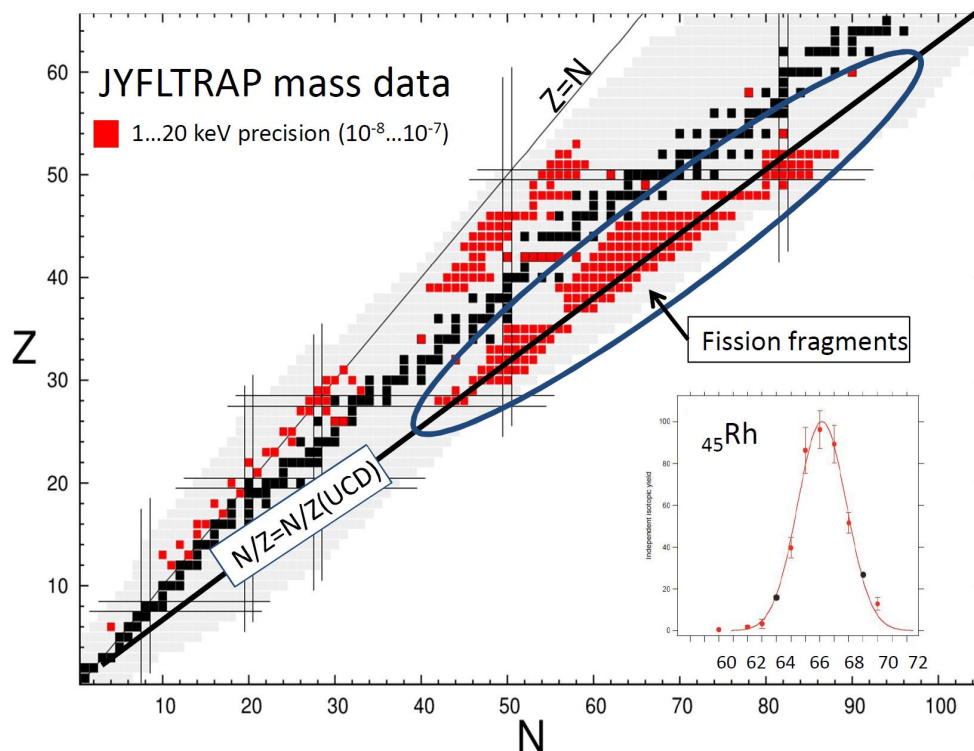 JYFLTRAP mass data
1...20 keV precision (10⁻⁸...10⁻⁷)
Z=N
60
50
40
30
20
10
Z
N/Z=N/Z(UCD)
Fission fragments
₄₅Rh
Independent isotopic yield
100
80
60
40
20
0
60 62 64 66 68 70 72
10 20 30 40 50 60 70 80 90 100
N